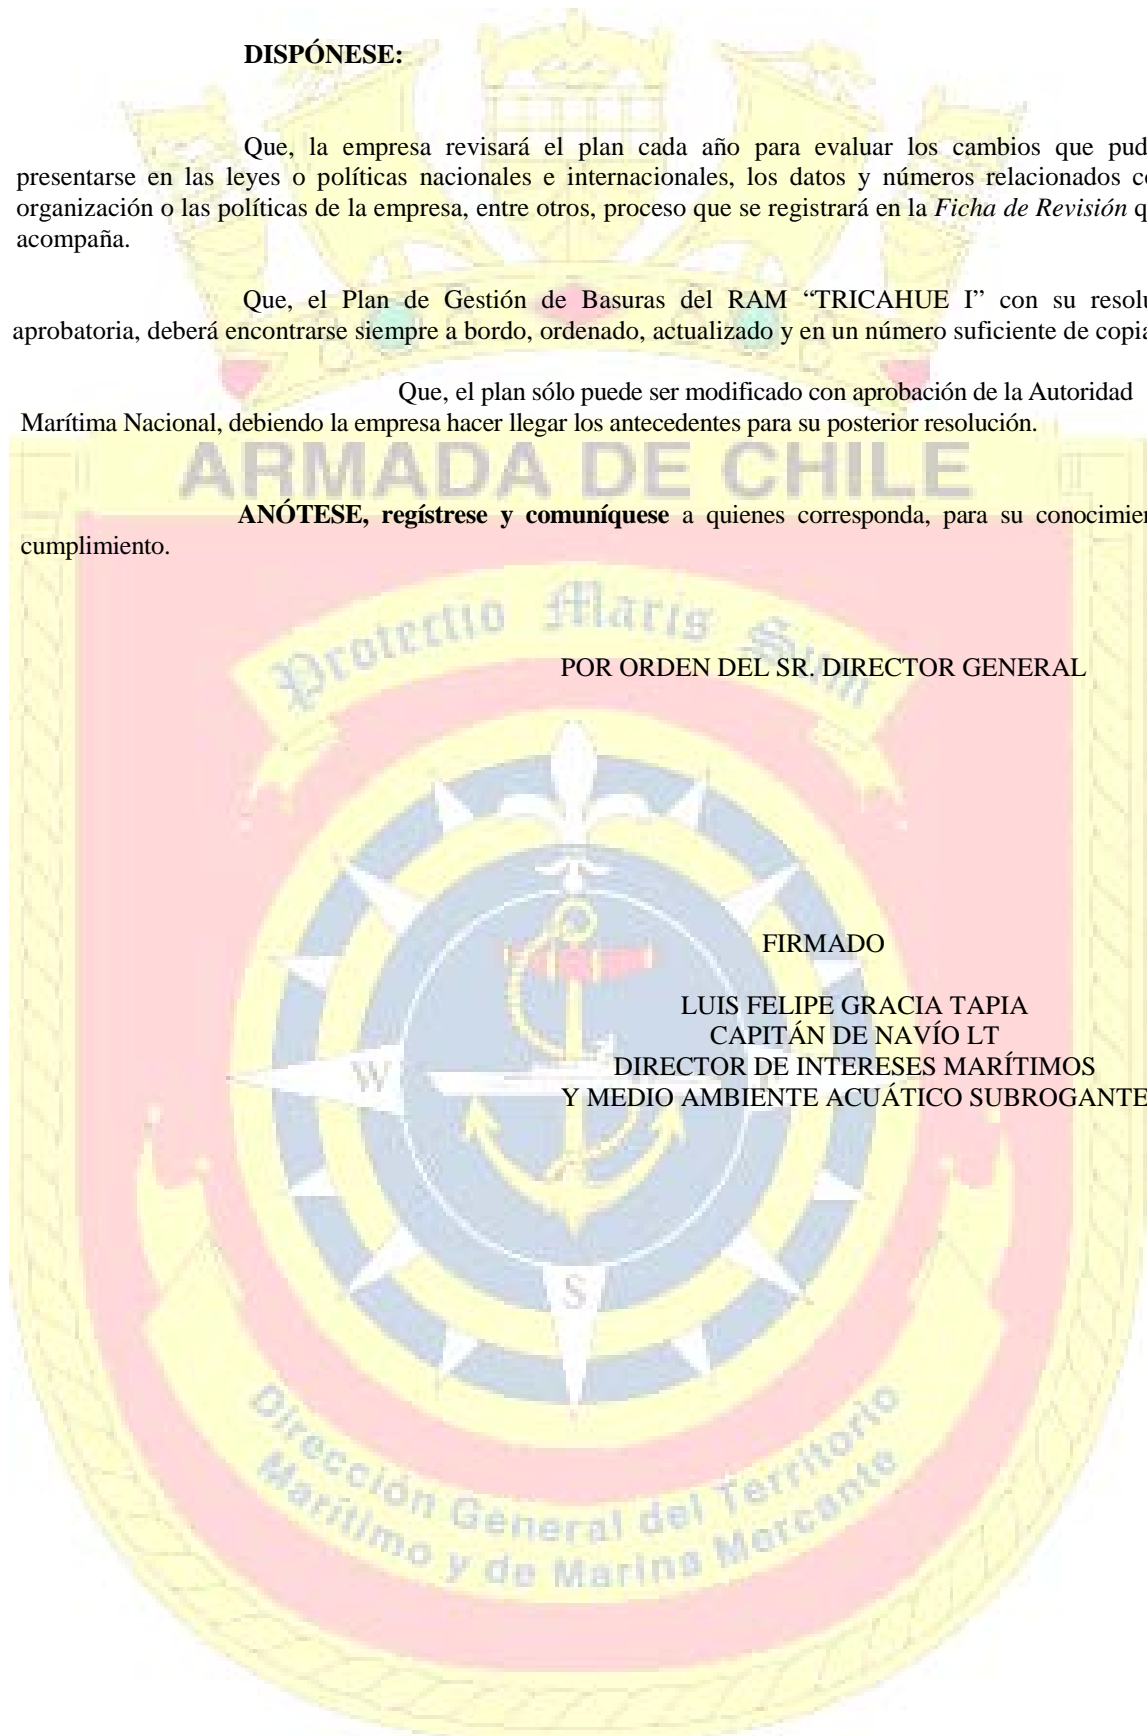 DISPÓNESE:
Que, la empresa revisará el plan cada año para evaluar los cambios que pud
presentarse en las leyes o políticas nacionales e internacionales, los datos y números relacionados c
organización o las políticas de la empresa, entre otros, proceso que se registrará en la Ficha de Revisión q
acompaña.
Que, el Plan de Gestión de Basuras del RAM “TRICAHUE I” con su resolu
aprobatoria, deberá encontrarse siempre a bordo, ordenado, actualizado y en un número suficiente de copia
Que, el plan sólo puede ser modificado con aprobación de la Autoridad
Marítima Nacional, debiendo la empresa hacer llegar los antecedentes para su posterior resolución.
ARMADA DE CHILE
ANÓTESE, regístrese y comuníquese a quienes corresponda, para su conocimien
cumplimiento.
Protectio Maris Sum
POR ORDEN DEL SR. DIRECTOR GENERAL
FIRMADO
LUIS FELIPE GRACIA TAPIA
CAPITÁN DE NAVÍO LT
DIRECTOR DE INTERESES MARÍTIMOS
W
Y MEDIO AMBIENTE ACUÁTICO SUBROGANTE
S
Dirección General del Territorio
Marítimo y de Marina Mercante